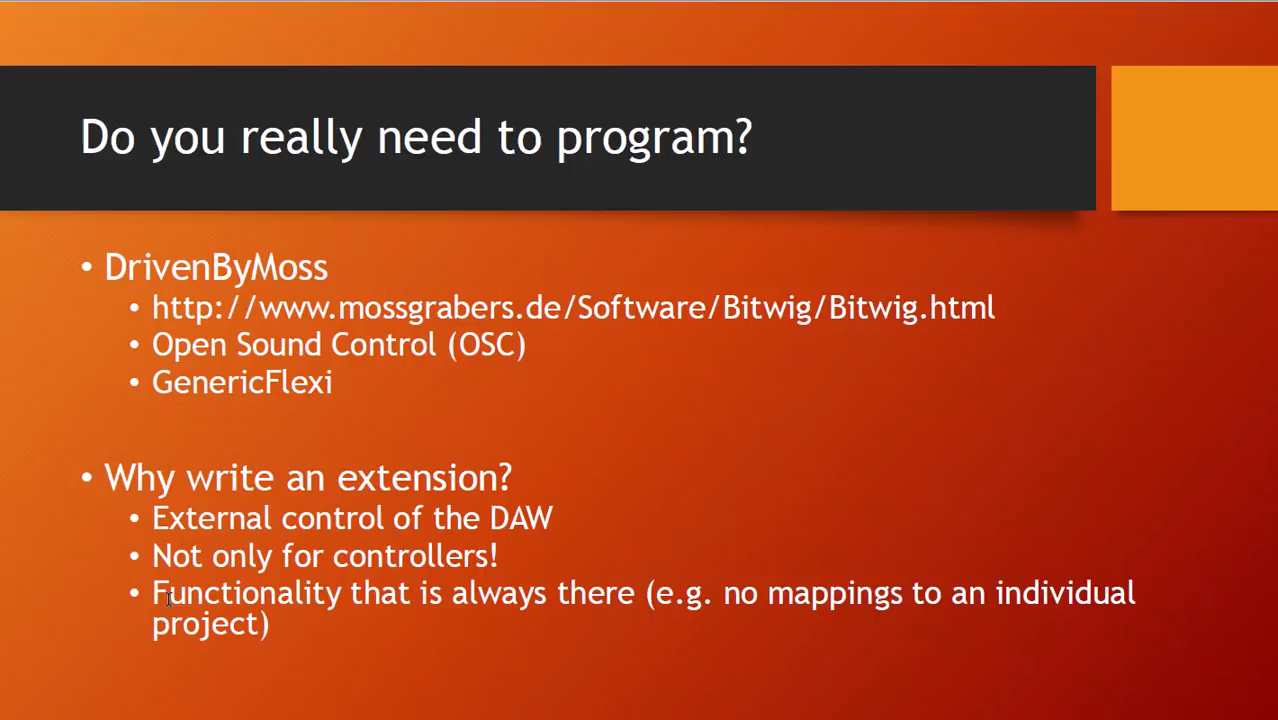 Do you really need to program?
• DrivenByMoss
• http://www.mossgrabers.de/Software/Bitwig/Bitwig.html
• Open Sound Control (OSC)
• GenericFlexi
• Why write an extension?
• External control of the DAW
• Not only for controllers!
• Functionality that is always there (e.g. no mappings to an individual
project)